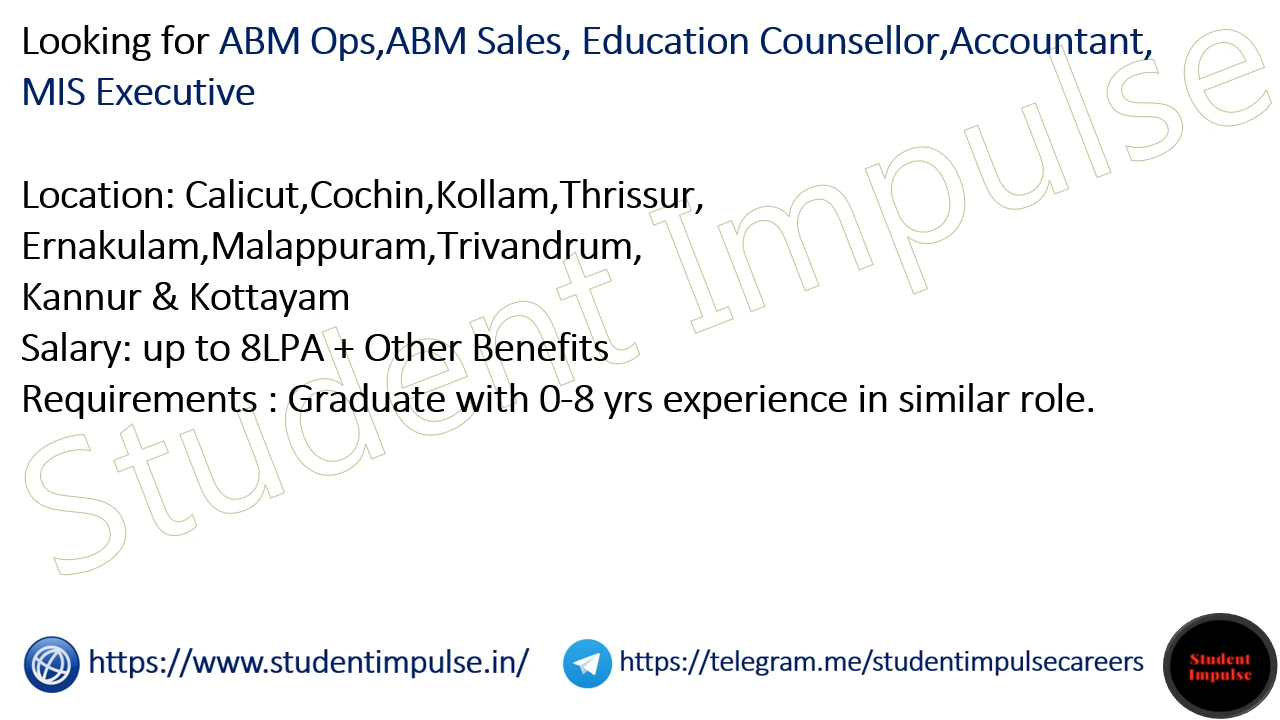 Looking for ABM Ops,ABM Sales, Education Counsellor,Accountant,
MIS Executive
Location: Calicut,Cochin,Kollam,Thrissur,
Ernakulam,Malappuram,Trivandrum,
Kannur & Kottayam
Salary: up to 8LPA + Other Benefits
Requirements : Graduate with 0-8 yrs experience in similar role.
Student Impulse
https://www.studentimpulse.in/
https://telegram.me/studentimpulsecareers
Student
Impulse